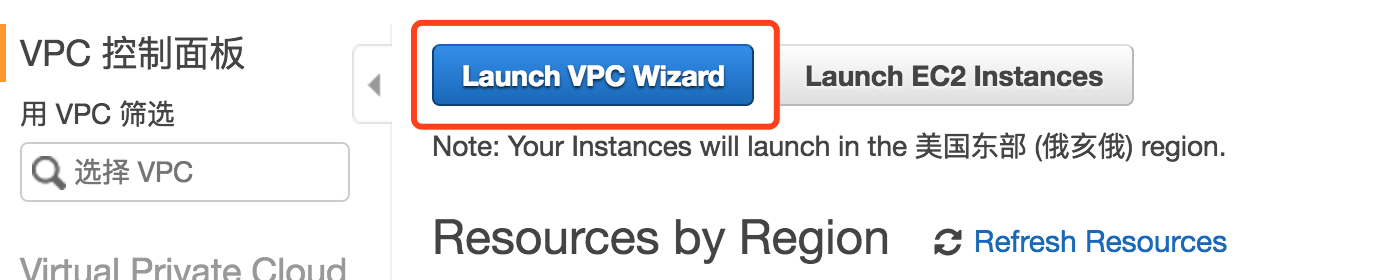 VPC 控制面板
用 VPC 筛选
选择 VPC
Virtual Private Cloud
Launch VPC Wizard
Launch EC2 Instances
Note: Your Instances will launch in the 美国东部 (俄亥俄) region.
Resources by Region
Refresh Resources